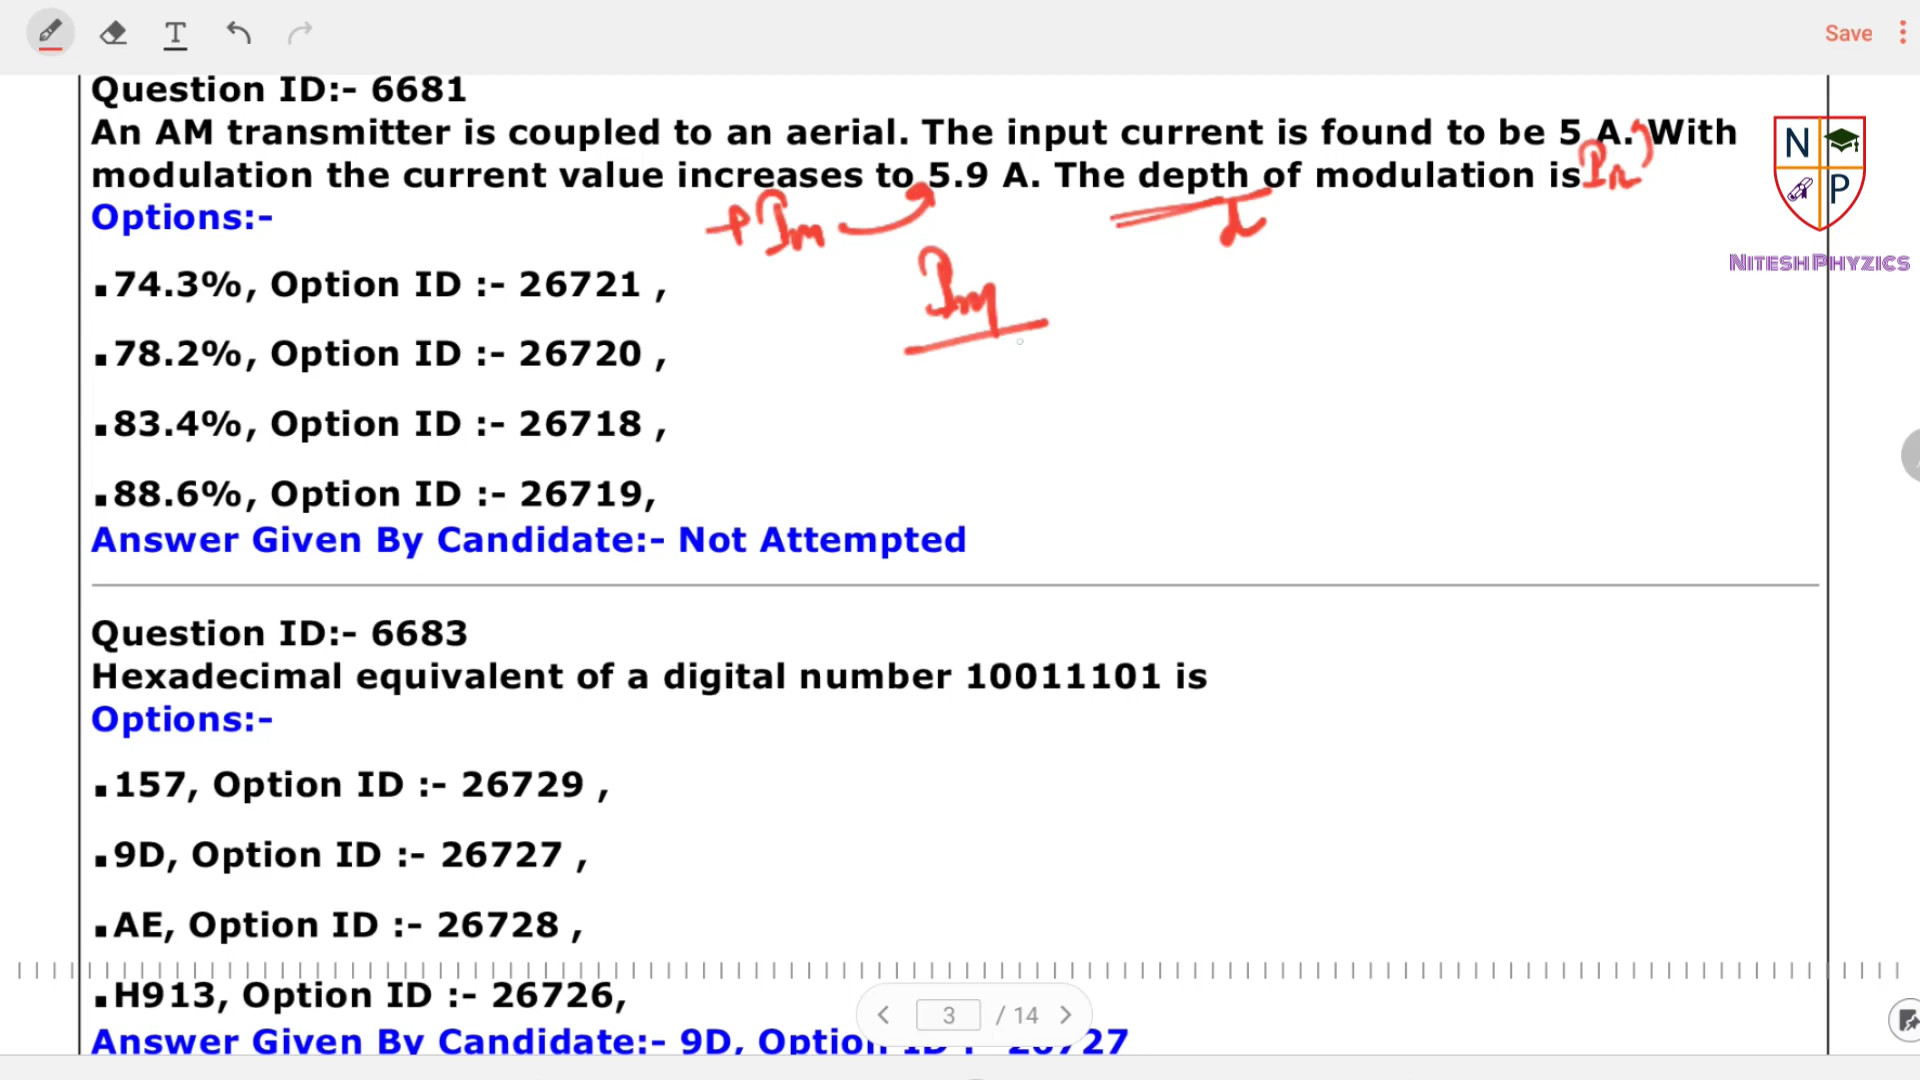 Save
Question ID:- 6681
An AM transmitter is coupled to an aerial. The input current is found to be 5 A. With
modulation the current value increases to 5.9 A. The depth of modulation is
Options:-
74.3%, Option ID :- 26721 ,
78.2%, Option ID :- 26720 ,
83.4%, Option ID :- 26718 ,
88.6%, Option ID :- 26719,
Answer Given By Candidate:- Not Attempted
N
P
NITESHPHYZICS
Question ID:- 6683
Hexadecimal equivalent of a digital number 10011101 is
Options:-
157, Option ID :- 26729 ,
9D, Option ID :- 26727 ,
AE, Option ID :- 26728 ,
H913, Option ID :- 26726,
3 / 14
Answer Given By Candidate:- 9D,